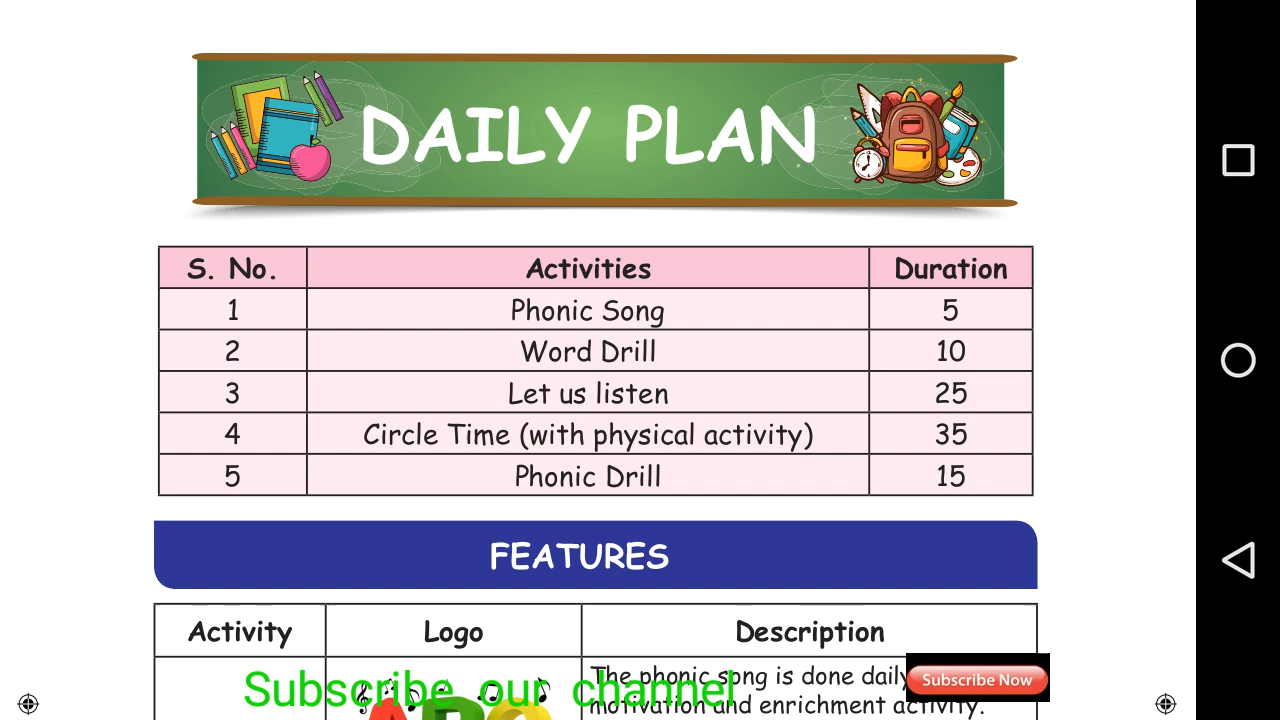 DAILY PLAN
S. No. Activities Duration
1 Phonic Song 5
2 Word Drill 10
3 Let us listen 25
4 Circle Time (with physical activity) 35
5 Phonic Drill 15
FEATURES
Activity Logo Description
The phonic song is done daily
motivation and enrichment activity.
Subscribe our channel
Subscribe Now
ABC